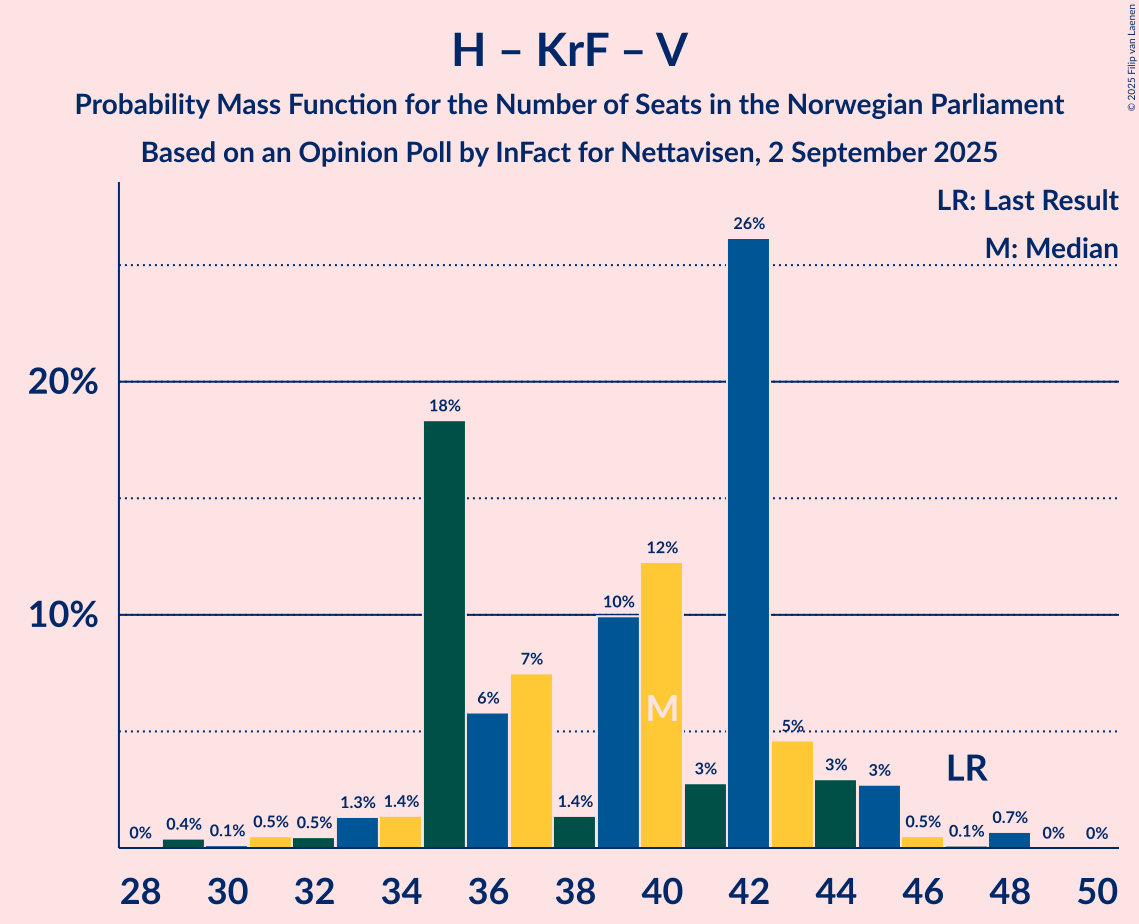 H – KrF – V
Probability Mass Function for the Number of Seats in the Norwegian Parliament
Based on an Opinion Poll by InFact for Nettavisen, 2 September 2025
© 2025 Filip van Laenen
LR: Last Result
M: Median
20%
10%
0%
0.4%
0.1%
0.5%
0.5%
1.3%
1.4%
18%
6%
7%
1.4%
10%
12%
3%
26%
5%
3%
3%
0.5%
0.1%
0.7%
0%
0%
M
LR
28 30 32 34 36 38 40 42 44 46 48 50